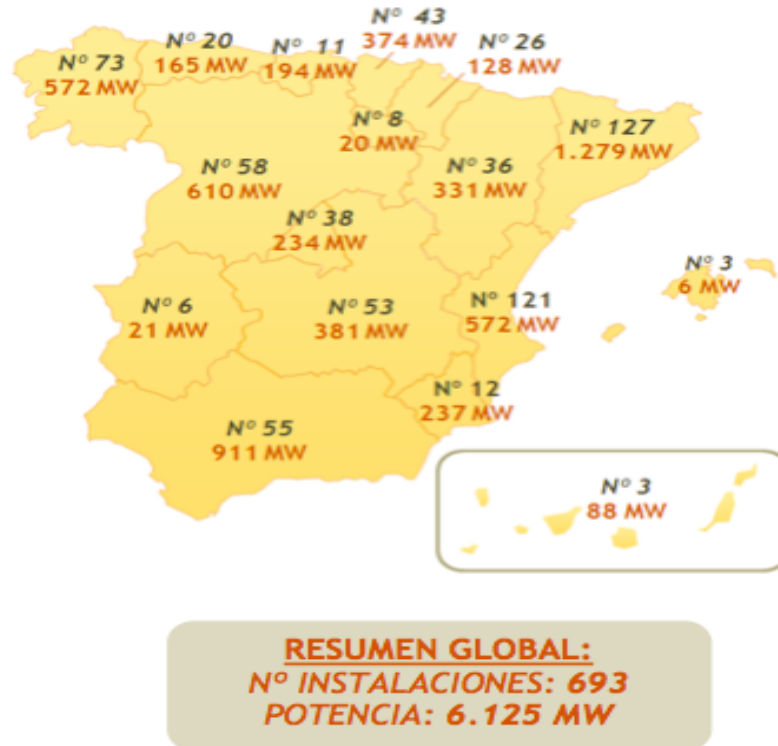 Nº 43
374 MW
Nº 20
165 MW
Nº 11
194 MW
Nº 26
128 MW
Nº 73
572 MW
Nº 8
20 MW
Nº 127
1.279 MW
Nº 58
610 MW
Nº 36
331 MW
Nº 38
234 MW
Nº 3
6 MW
Nº 6
21 MW
Nº 53
381 MW
Nº 121
572 MW
Nº 12
237 MW
Nº 55
911 MW
Nº 3
88 MW
RESUMEN GLOBAL:
Nº INSTALACIONES: 693
POTENCIA: 6.125 MW